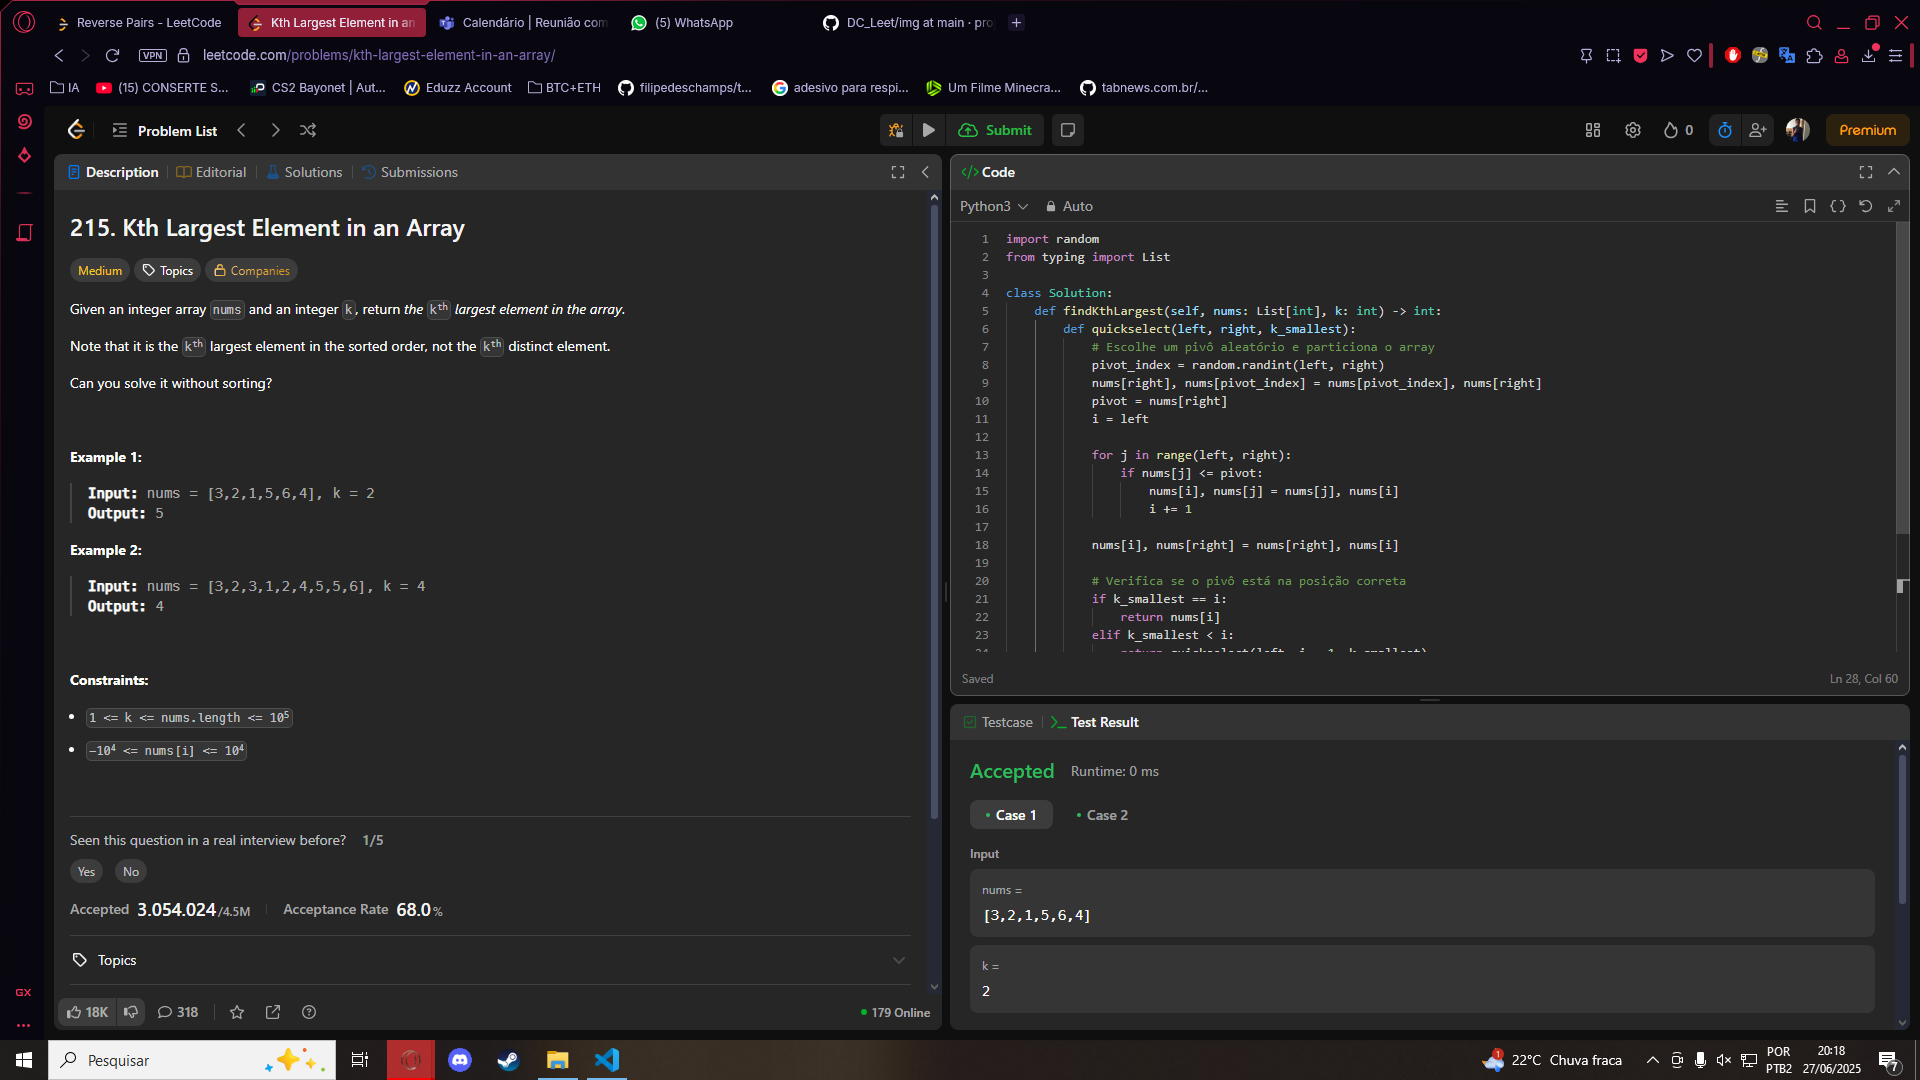 Reverse Pairs - LeetCode
Kth Largest Element in an
Calendário | Reunião com
(5) WhatsApp
DC_Leet/img at main · pro
VPN
leetcode.com/problems/kth-largest-element-in-an-array/
IA
(15) CONSERTE S...
CS2 Bayonet | Aut...
Eduzz Account
BTC+ETH
filipedeschamps/t...
adesivo para respi...
Um Filme Minecra...
tabnews.com.br/...
Problem List
Submit
0
Premium
Description
Editorial
Solutions
Submissions
215. Kth Largest Element in an Array
Medium
Topics
Companies
Given an integer array nums and an integer k, return the kth largest element in the array.
Note that it is the kth largest element in the sorted order, not the kth distinct element.
Can you solve it without sorting?
Example 1:
Input: nums = [3,2,1,5,6,4], k = 2
Output: 5
Example 2:
Input: nums = [3,2,3,1,2,4,5,5,6], k = 4
Output: 4
Constraints:
1 <= k <= nums.length <= 10⁵
-10⁴ <= nums[i] <= 10⁴
Seen this question in a real interview before? 1/5
Yes
No
Accepted 3.054.024/4.5M
Acceptance Rate 68.0%
Topics
18K
318
179 Online
GX
</> Code
Python3
Auto
1 import random
2 from typing import List
3
4 class Solution:
5 def findKthLargest(self, nums: List[int], k: int) -> int:
6 def quickselect(left, right, k_smallest):
7 # Escolhe um pivô aleatório e particiona o array
8 pivot_index = random.randint(left, right)
9 nums[right], nums[pivot_index] = nums[pivot_index], nums[right]
10 pivot = nums[right]
11 i = left
12
13 for j in range(left, right):
14 if nums[j] <= pivot:
15 nums[i], nums[j] = nums[j], nums[i]
16 i += 1
17
18 nums[i], nums[right] = nums[right], nums[i]
19
20 # Verifica se o pivô está na posição correta
21 if k_smallest == i:
22 return nums[i]
23 elif k_smallest < i:
24 return quickselect(left, i - 1, k_smallest)
Saved
Ln 28, Col 60
Testcase
Test Result
Accepted
Runtime: 0 ms
Case 1
Case 2
Input
nums =
[3,2,1,5,6,4]
k =
2
Pesquisar
1
22°C Chuva fraca
POR
PTB2
20:18
27/06/2025
7